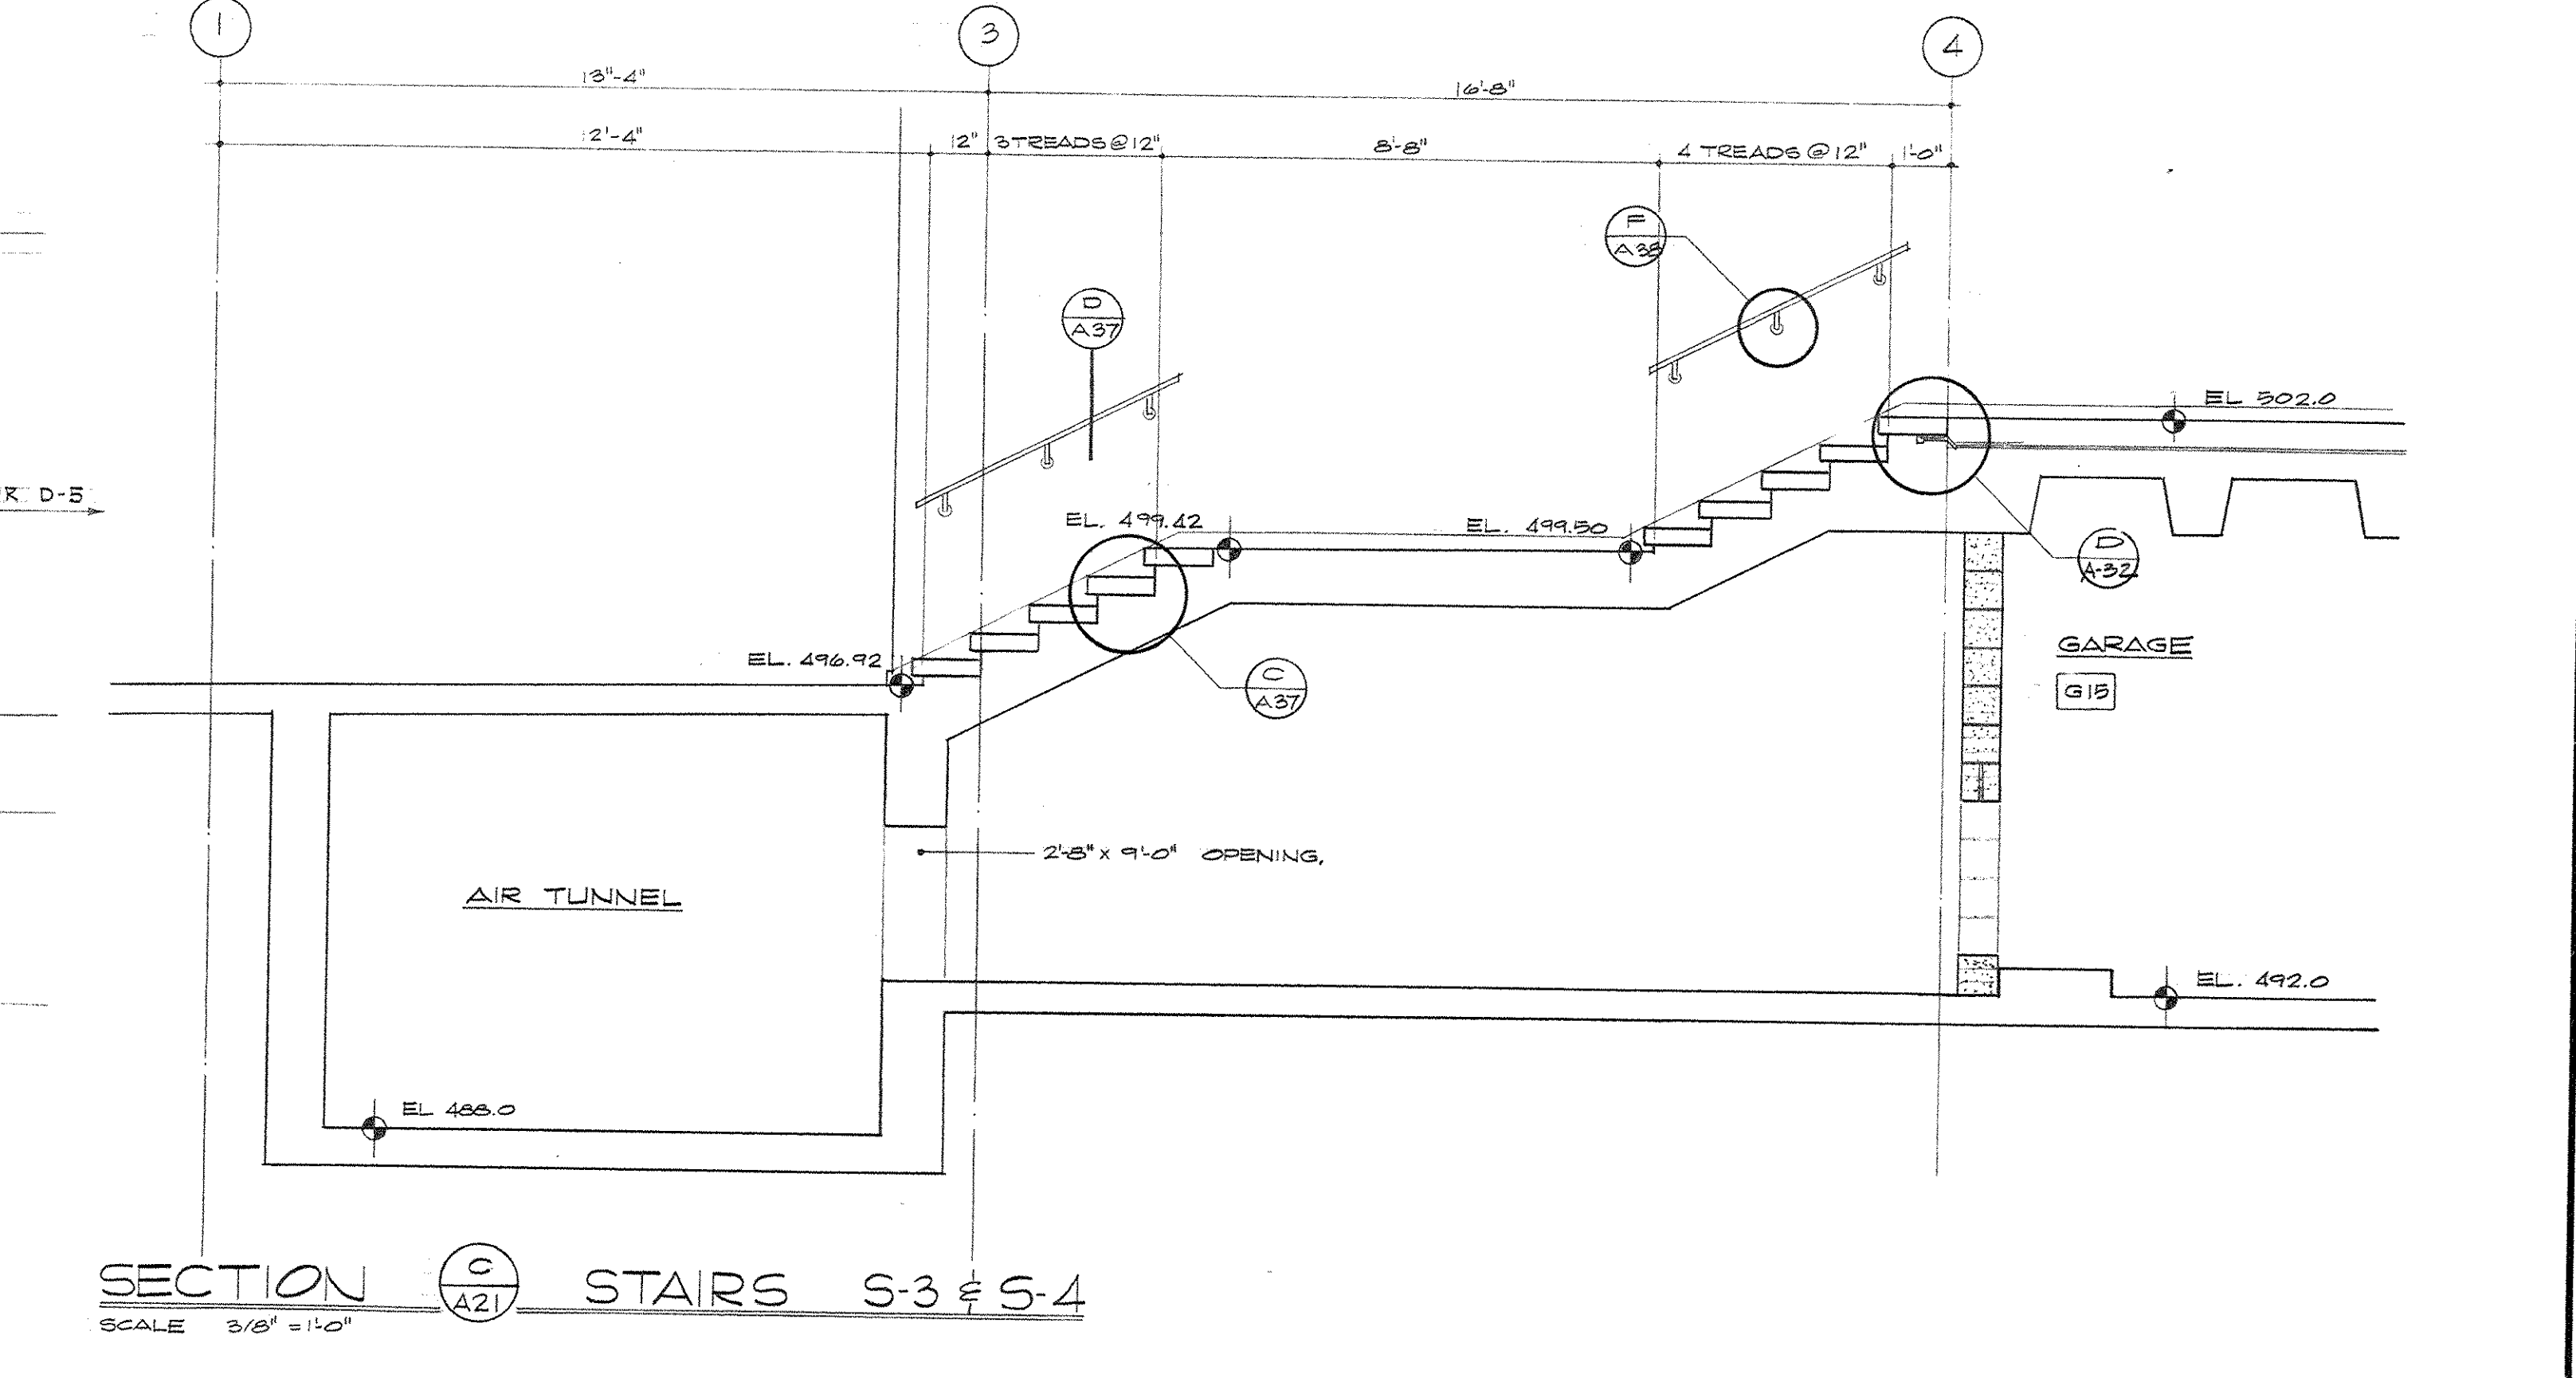 1
3
4
13"-4"
16'-8"
12'-4"
12"
3 TREADS @ 12"
8'-8"
4 TREADS @ 12"
1'-0"
F
A38
D
A37
EL 502.0
R D-5
EL. 499.42
EL. 499.50
D
A-32
GARAGE
G15
EL. 496.92
C
A37
2'-8" x 9'-0" OPENING.
AIR TUNNEL
EL. 492.0
EL 488.0
SECTION C STAIRS S-3 & S-4
A21
SCALE 3/8" = 1'-0"